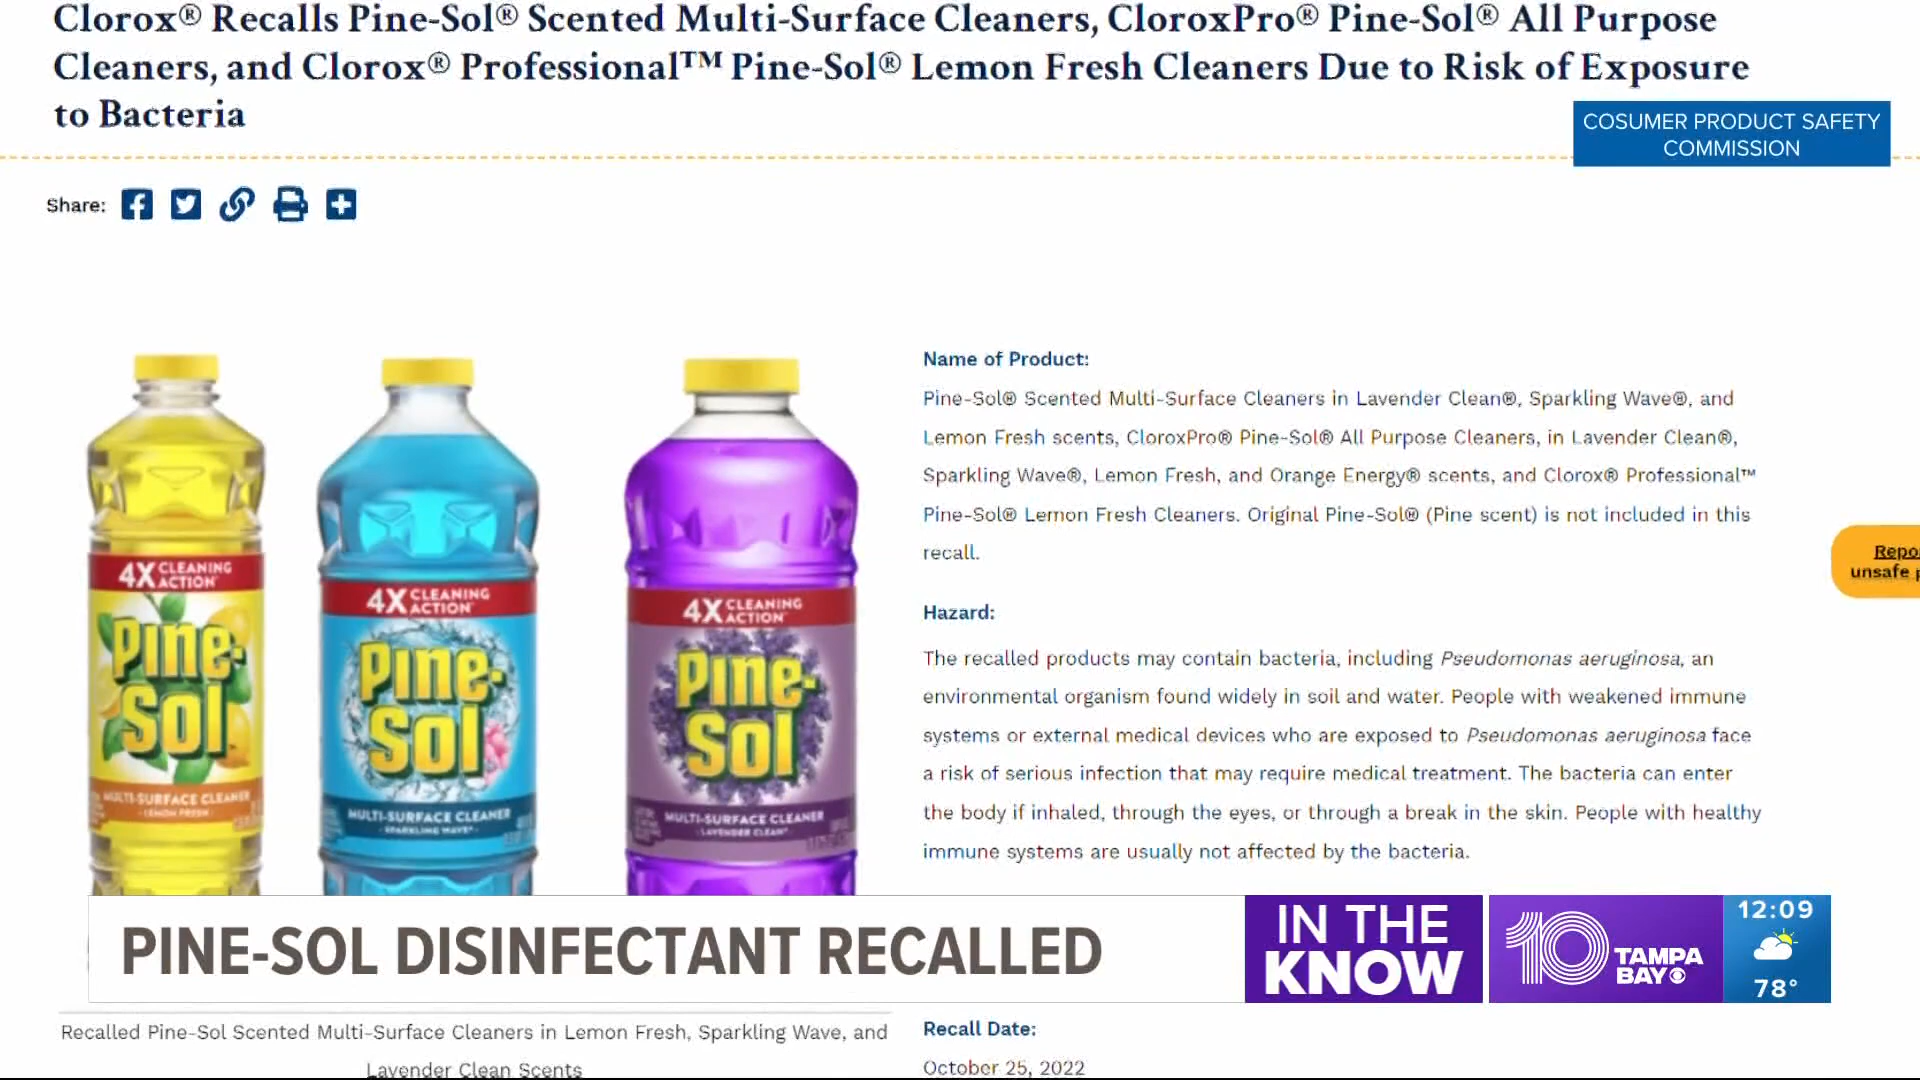 Clorox® Recalls Pine-Sol® Scented Multi-Surface Cleaners, CloroxPro® Pine-Sol® All Purpose
Cleaners, and Clorox® Professional™ Pine-Sol® Lemon Fresh Cleaners Due to Risk of Exposure
to Bacteria
COSUMER PRODUCT SAFETY
COMMISSION
Share:
Name of Product:
Pine-Sol® Scented Multi-Surface Cleaners in Lavender Clean®, Sparkling Wave®, and
Lemon Fresh scents, CloroxPro® Pine-Sol® All Purpose Cleaners, in Lavender Clean®,
Sparkling Wave®, Lemon Fresh, and Orange Energy® scents, and Clorox® Professional™
Pine-Sol® Lemon Fresh Cleaners. Original Pine-Sol® (Pine scent) is not included in this
recall.
Repo
unsafe p
Hazard:
The recalled products may contain bacteria, including Pseudomonas aeruginosa, an
environmental organism found widely in soil and water. People with weakened immune
systems or external medical devices who are exposed to Pseudomonas aeruginosa face
a risk of serious infection that may require medical treatment. The bacteria can enter
the body if inhaled, through the eyes, or through a break in the skin. People with healthy
immune systems are usually not affected by the bacteria.
4X CLEANING
ACTION
Pine-
Sol
MULTI-SURFACE CLEANER
LEMON FRESH
4X CLEANING
ACTION
Pine-
Sol
MULTI-SURFACE CLEANER
SPARKLING WAVE
4X CLEANING
ACTION
Pine-
Sol
MULTI-SURFACE CLEANER
LAVENDER CLEAN
PINE-SOL DISINFECTANT RECALLED
IN THE
KNOW
10
TAMPA
BAY
12:09
78°
Recalled Pine-Sol Scented Multi-Surface Cleaners in Lemon Fresh, Sparkling Wave, and
Lavender Clean Scents
Recall Date:
October 25, 2022